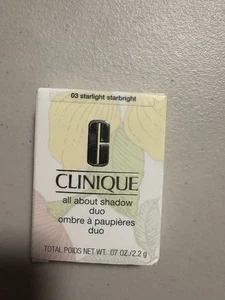 03 starlight starbright
CLINIQUE
all about shadow
duo
ombre à paupières
duo
TOTAL POIDS NET WT. .07 OZ./2.2 g